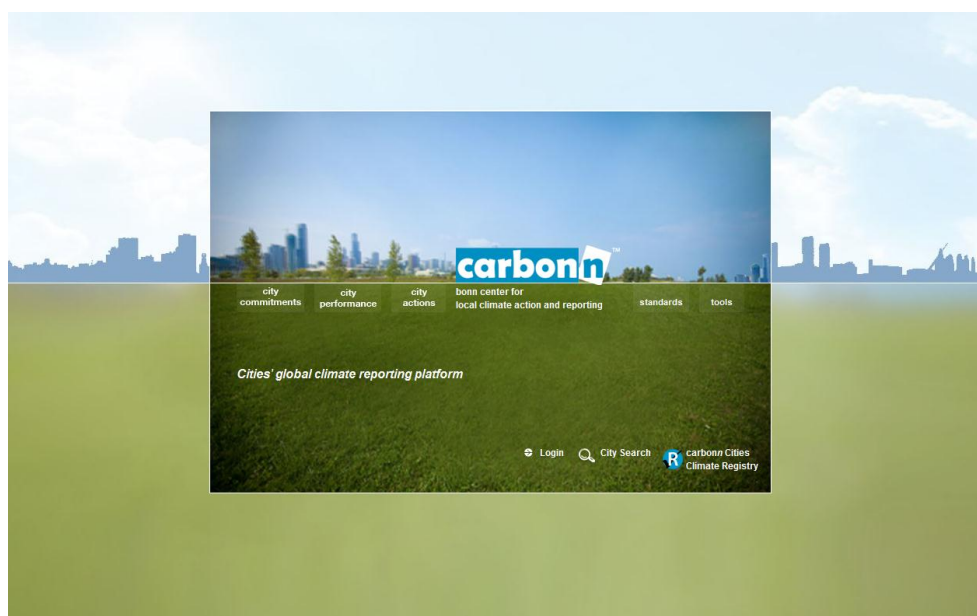 carbonn™
city
commitments
city
performance
city
actions
bonn center for
local climate action and reporting
standards
tools
Cities' global climate reporting platform
Login
City Search
R
carbonn Cities
Climate Registry